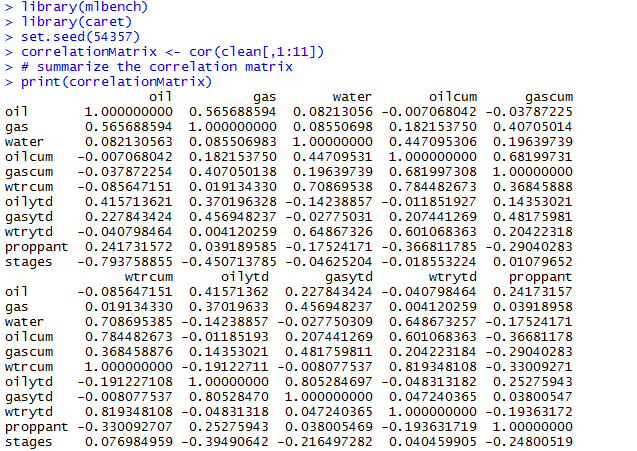 > library(mlbench)
> library(caret)
> set.seed(54357)
> correlationMatrix <- cor(clean[,1:11])
> # summarize the correlation matrix
> print(correlationMatrix)
                  oil          gas       water       oilcum      gascum
oil       1.000000000  0.565688594  0.08213056 -0.007068042 -0.03787225
gas       0.565688594  1.000000000  0.08550698  0.182153750  0.40705014
water     0.082130563  0.085506983  1.00000000  0.447095306  0.19639739
oilcum   -0.007068042  0.182153750  0.44709531  1.000000000  0.68199731
gascum   -0.037872254  0.407050138  0.19639739  0.681997308  1.00000000
wtrcum   -0.085647151  0.019134330  0.70869538  0.784482673  0.36845888
oilytd    0.415713621  0.370196328 -0.14238857 -0.011851927  0.14353021
gasytd    0.227843424  0.456948237 -0.02775031  0.207441269  0.48175981
wtrytd   -0.040798464  0.004120259  0.64867326  0.601068363  0.20422318
proppant  0.241731572  0.039189585 -0.17524171 -0.366811785 -0.29040283
stages   -0.793758855 -0.450713785 -0.04625204 -0.018553224  0.01079652
               wtrcum      oilytd       gasytd       wtrytd    proppant
oil      -0.085647151  0.41571362  0.227843424 -0.040798464  0.24173157
gas       0.019134330  0.37019633  0.456948237  0.004120259  0.03918958
water     0.708695385 -0.14238857 -0.027750309  0.648673257 -0.17524171
oilcum    0.784482673 -0.01185193  0.207441269  0.601068363 -0.36681178
gascum    0.368458876  0.14353021  0.481759811  0.204223184 -0.29040283
wtrcum    1.000000000 -0.19122711 -0.008077537  0.819348108 -0.33009271
oilytd   -0.191227108  1.00000000  0.805284697 -0.048313182  0.25275943
gasytd   -0.008077537  0.80528470  1.000000000  0.047240365  0.03800547
wtrytd    0.819348108 -0.04831318  0.047240365  1.000000000 -0.19363172
proppant -0.330092707  0.25275943  0.038005469 -0.193631719  1.00000000
stages    0.076984959 -0.39490642 -0.216497282  0.040459905 -0.24800519